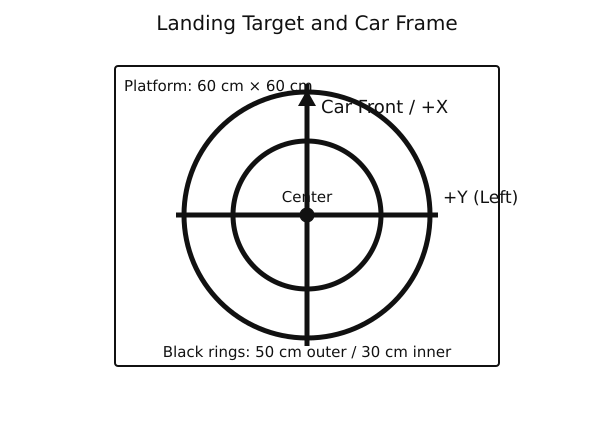 Landing Target and Car Frame
Platform: 60 cm × 60 cm
Car Front / +X
Center
+Y (Left)
Black rings: 50 cm outer / 30 cm inner